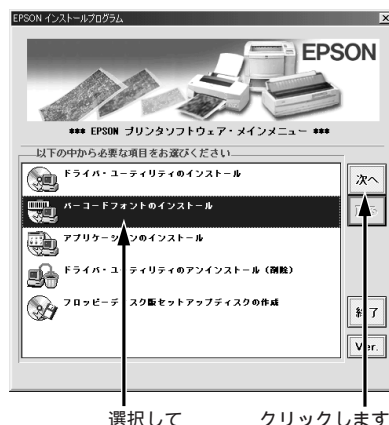 EPSON インストールプログラム
EPSON
*** EPSON プリンタソフトウェア・メインメニュー ***
以下の中から必要な項目をお選びください
ドライバ・ユーティリティのインストール
バーコードフォントのインストール
アプリケーションのインストール
ドライバ・ユーティリティのアンインストール（削除）
フロッピーディスク版セットアップディスクの作成
次へ
終了
Ver.
選択して
クリックします